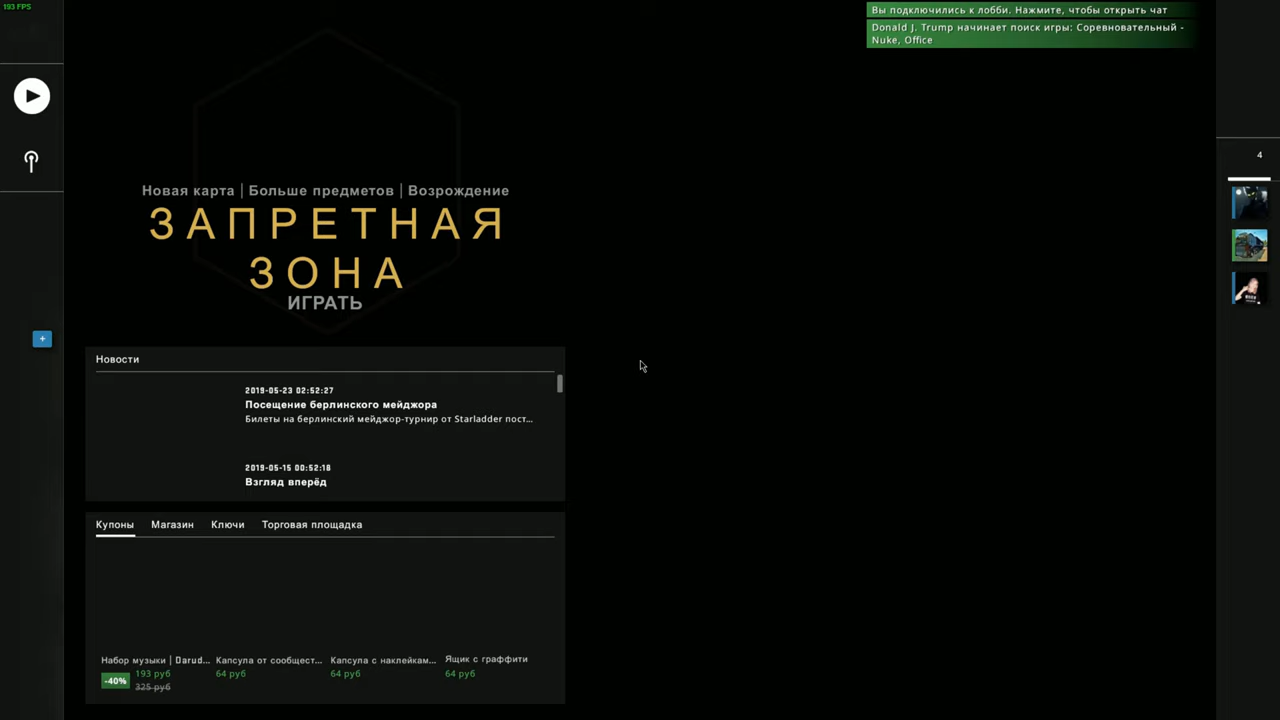 193 FPS
Вы подключились к лобби. Нажмите, чтобы открыть чат
Donald J. Trump начинает поиск игры: Соревновательный -
Nuke, Office
4
Новая карта | Больше предметов | Возрождение
ЗАПРЕТНАЯ
ЗОНА
ИГРАТЬ
+
Новости
2019-05-23 02:52:27
Посещение берлинского мейджора
Билеты на берлинский мейджор-турнир от Starladder пост...
2019-05-15 00:52:18
Взгляд вперёд
Купоны Магазин Ключи Торговая площадка
Набор музыки | Darud... Капсула от сообщест... Капсула с наклейкам... Ящик с граффити
-40% 193 руб 64 руб 64 руб 64 руб
325 руб